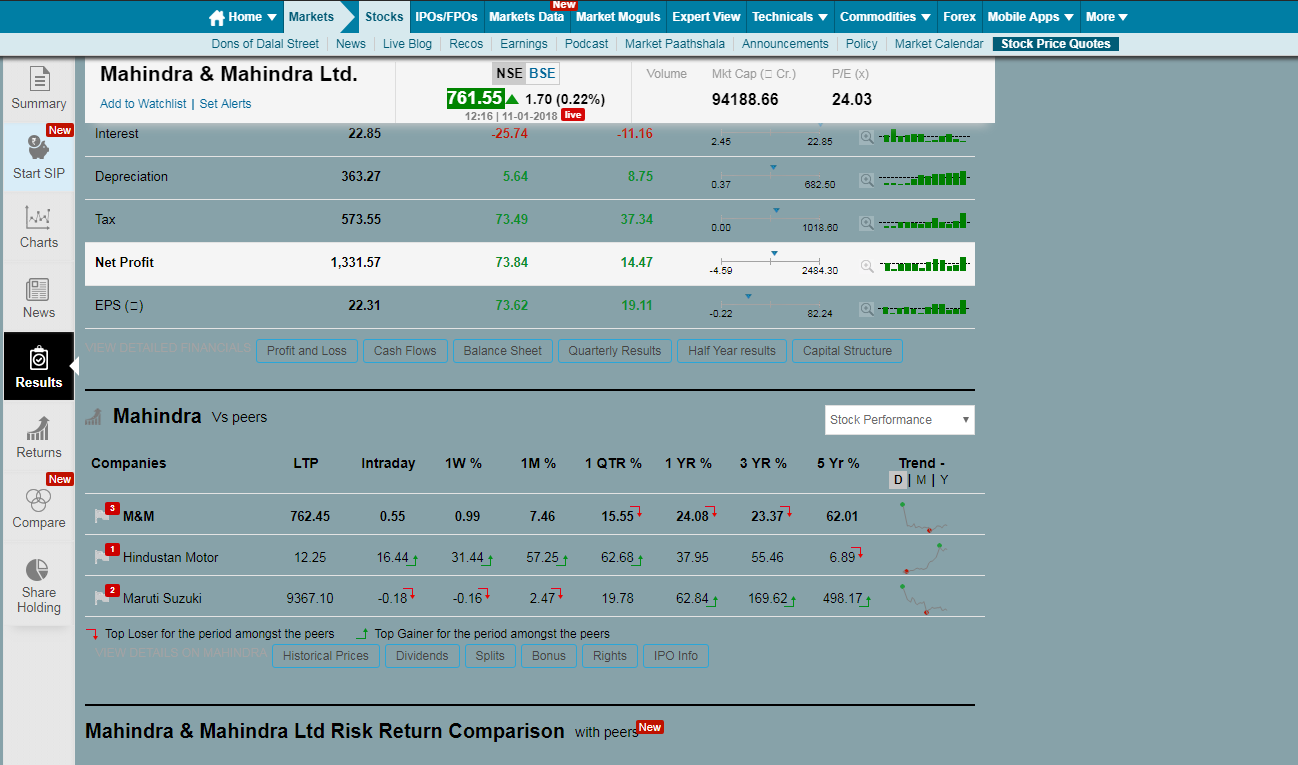 Home ▼ Markets Stocks IPOs/FPOs Markets Data New Market Moguls Expert View Technicals ▼ Commodities ▼ Forex Mobile Apps ▼ More ▼
Dons of Dalal Street | News | Live Blog | Recos | Earnings | Podcast | Market Paathshala | Announcements | Policy | Market Calendar Stock Price Quotes
Summary
New
Start SIP
Charts
News
Results
Returns
New
Compare
Share
Holding
Mahindra & Mahindra Ltd. NSE BSE Volume Mkt Cap (□ Cr.) P/E (x)
Add to Watchlist | Set Alerts 761.55 ▲ 1.70 (0.22%) 94188.66 24.03
12:16 | 11-01-2018 live
Interest 22.85 -25.74 -11.16 2.45 22.85
Depreciation 363.27 5.64 8.75 0.37 682.50
Tax 573.55 73.49 37.34 0.00 1018.60
Net Profit 1,331.57 73.84 14.47 -4.59 2484.30
EPS (□) 22.31 73.62 19.11 -0.22 82.24
VIEW DETAILED FINANCIALS Profit and Loss Cash Flows Balance Sheet Quarterly Results Half Year results Capital Structure
Mahindra Vs peers Stock Performance ▼
Companies LTP Intraday 1W % 1M % 1 QTR % 1 YR % 3 YR % 5 Yr % Trend -
D | M | Y
3 M&M 762.45 0.55 0.99 7.46 15.55 24.08 23.37 62.01
1 Hindustan Motor 12.25 16.44 31.44 57.25 62.68 37.95 55.46 6.89
2 Maruti Suzuki 9367.10 -0.18 -0.16 2.47 19.78 62.84 169.62 498.17
Top Loser for the period amongst the peers Top Gainer for the period amongst the peers
VIEW DETAILS ON MAHINDRA Historical Prices Dividends Splits Bonus Rights IPO Info
Mahindra & Mahindra Ltd Risk Return Comparison with peers New